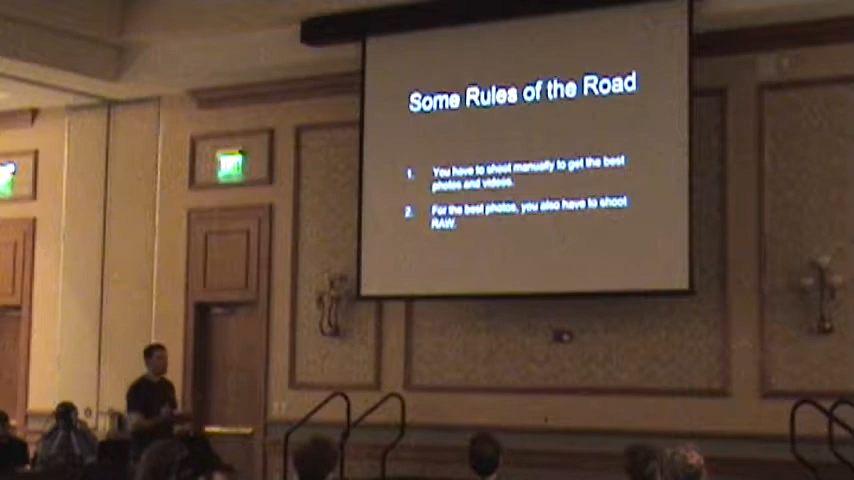 Some Rules of the Road
1. You have to shoot manually to get the best
photos and videos.
2. For the best photos, you also have to shoot
RAW.
EXIT